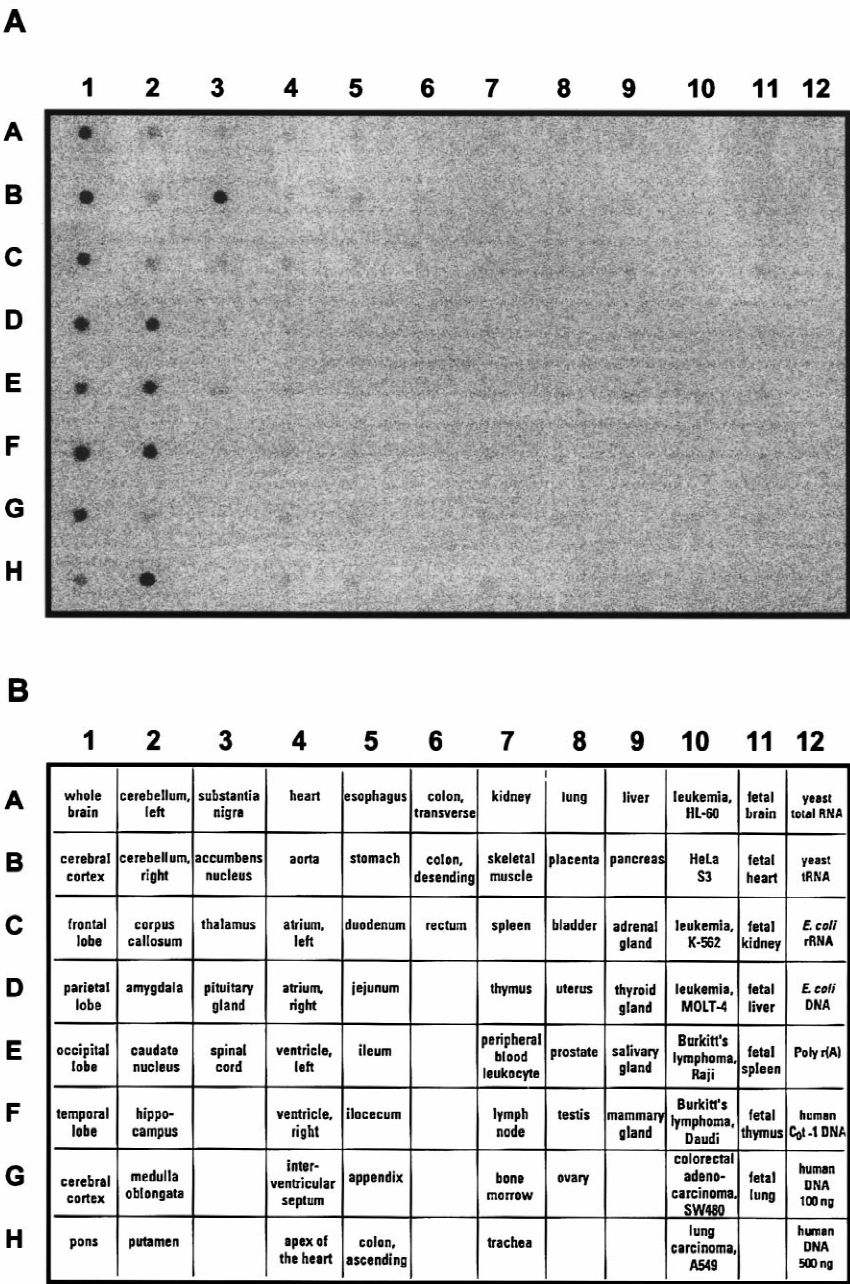 A
1 2 3 4 5 6 7 8 9 10 11 12
A
B
C
D
E
F
G
H
B
1 2 3 4 5 6 7 8 9 10 11 12
A
whole
brain
cerebellum,
left
substantia
nigra
heart
esophagus
colon,
transverse
kidney
lung
liver
leukemia,
HL-60
fetal
brain
yeast
total RNA
B
cerebral
cortex
cerebellum,
right
accumbens
nucleus
aorta
stomach
colon,
desending
skeletal
muscle
placenta
pancreas
HeLa
S3
fetal
heart
yeast
tRNA
C
frontal
lobe
corpus
callosum
thalamus
atrium,
left
duodenum
rectum
spleen
bladder
adrenal
gland
leukemia,
K-562
fetal
kidney
E. coli
rRNA
D
parietal
lobe
amygdala
pituitary
gland
atrium,
right
jejunum
thymus
uterus
thyroid
gland
leukemia,
MOLT-4
fetal
liver
E. coli
DNA
E
occipital
lobe
caudate
nucleus
spinal
cord
ventricle,
left
ileum
peripheral
blood
leukocyte
prostate
salivary
gland
Burkitt's
lymphoma,
Raji
fetal
spleen
Poly r(A)
F
temporal
lobe
hippo-
campus
ventricle,
right
ilocecum
lymph
node
testis
mammary
gland
Burkitt's
lymphoma,
Daudi
fetal
thymus
human
C₀t -1 DNA
G
cerebral
cortex
medulla
oblongata
inter-
ventricular
septum
appendix
bone
morrow
ovary
colorectal
adeno-
carcinoma,
SW480
fetal
lung
human
DNA
100 ng
H
pons
putamen
apex of
the heart
colon,
ascending
trachea
lung
carcinoma,
A549
human
DNA
500 ng